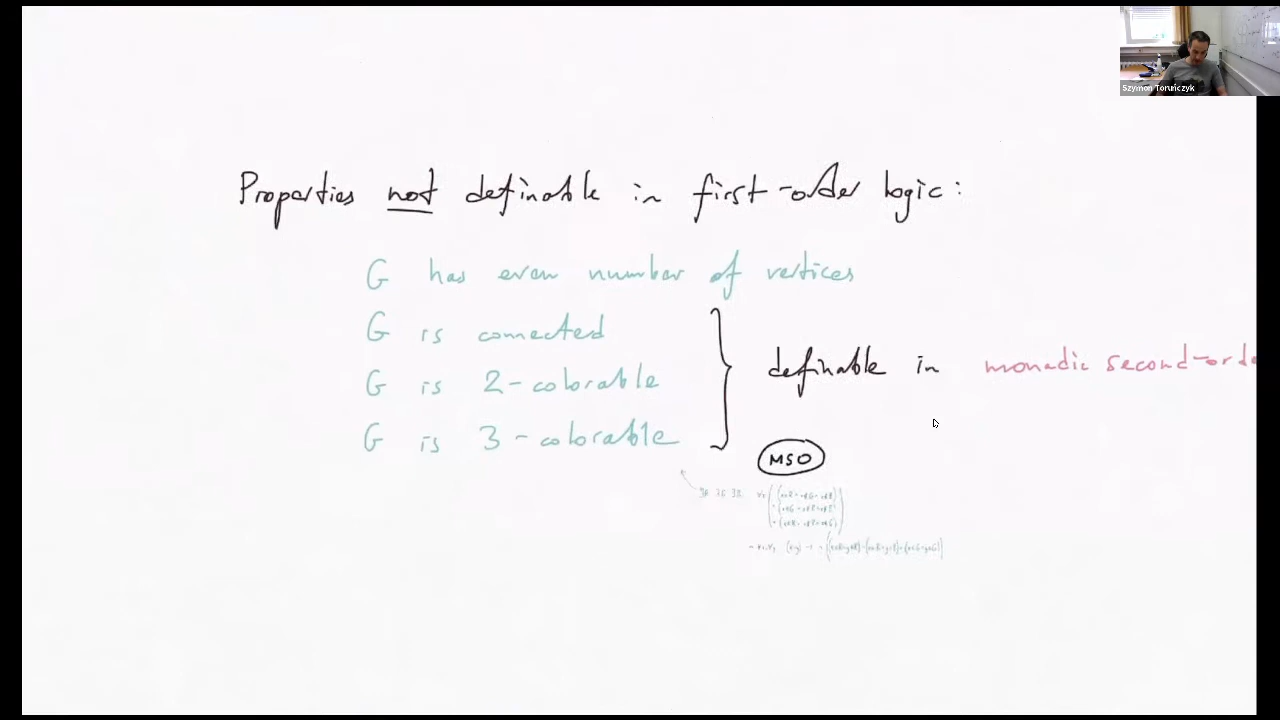 Szymon Toruńczyk
Properties not definable in first-order logic:
G has even number of vertices
G is connected
G is 2-colorable
G is 3-colorable
definable in monadic second-orde
MSO